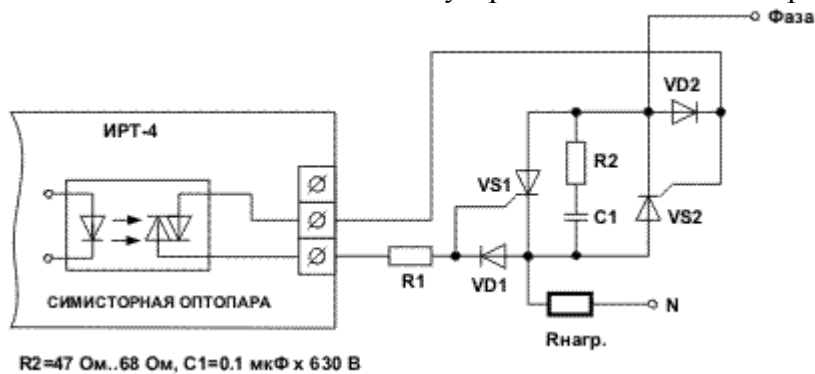 Фаза
VD2
ИРТ-4
R2
VS1
C1
VS2
R1
VD1
N
СИМИСТОРНАЯ ОПТОПАРА
Rнагр.
R2=47 Ом..68 Ом, C1=0.1 мкФ х 630 В